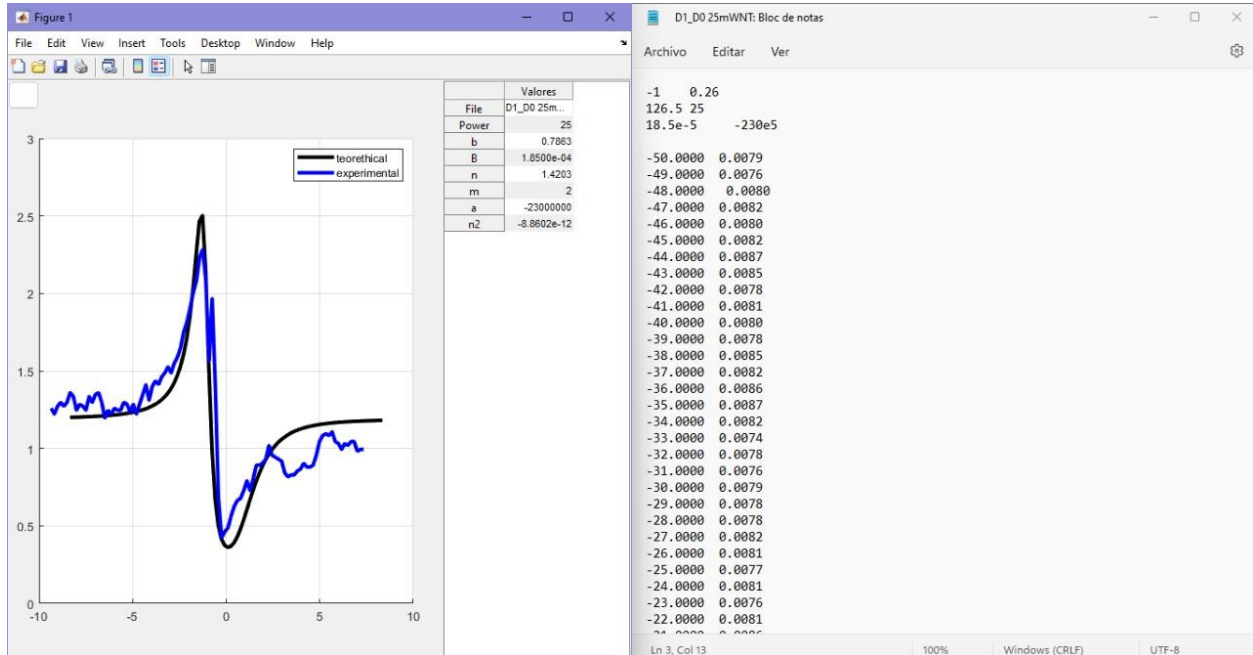 Figure 1
File Edit View Insert Tools Desktop Window Help
3
2.5
2
1.5
1
0.5
0
-10 -5 0 5 10
teorethical
experimental
Valores
File D1_D0 25m...
Power 25
b 0.7863
B 1.8500e-04
n 1.4203
m 2
a -23000000
n2 -8.8602e-12
D1_D0 25mWNT: Bloc de notas
Archivo Editar Ver
-1 0.26
126.5 25
18.5e-5 -230e5
-50.0000 0.0079
-49.0000 0.0076
-48.0000 0.0080
-47.0000 0.0082
-46.0000 0.0080
-45.0000 0.0082
-44.0000 0.0087
-43.0000 0.0085
-42.0000 0.0078
-41.0000 0.0081
-40.0000 0.0080
-39.0000 0.0078
-38.0000 0.0085
-37.0000 0.0082
-36.0000 0.0086
-35.0000 0.0087
-34.0000 0.0082
-33.0000 0.0074
-32.0000 0.0078
-31.0000 0.0076
-30.0000 0.0079
-29.0000 0.0078
-28.0000 0.0078
-27.0000 0.0082
-26.0000 0.0081
-25.0000 0.0077
-24.0000 0.0081
-23.0000 0.0076
-22.0000 0.0081
Ln 3, Col 13 100% Windows (CRLF) UTF-8